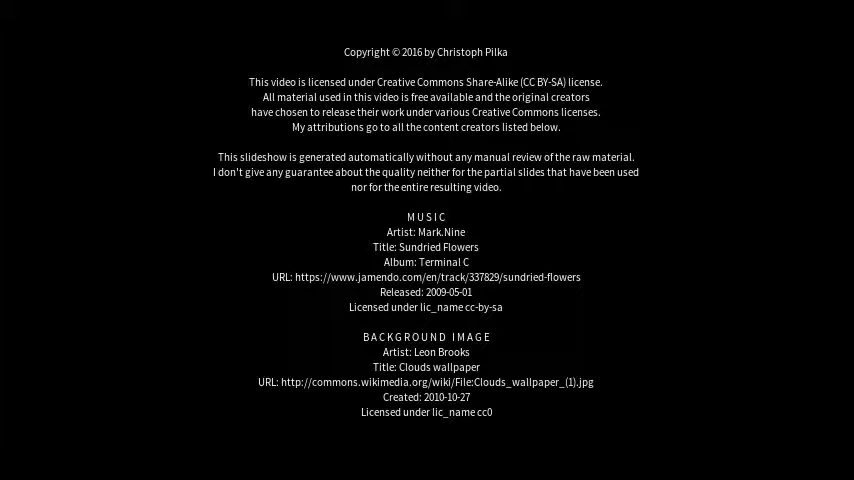 Copyright © 2016 by Christoph Pilka
This video is licensed under Creative Commons Share-Alike (CC BY-SA) license.
All material used in this video is free available and the original creators
have chosen to release their work under various Creative Commons licenses.
My attributions go to all the content creators listed below.
This slideshow is generated automatically without any manual review of the raw material.
I don't give any guarantee about the quality neither for the partial slides that have been used
nor for the entire resulting video.
M U S I C
Artist: Mark.Nine
Title: Sundried Flowers
Album: Terminal C
URL: https://www.jamendo.com/en/track/337829/sundried-flowers
Released: 2009-05-01
Licensed under lic_name cc-by-sa
B A C K G R O U N D   I M A G E
Artist: Leon Brooks
Title: Clouds wallpaper
URL: http://commons.wikimedia.org/wiki/File:Clouds_wallpaper_(1).jpg
Created: 2010-10-27
Licensed under lic_name cc0